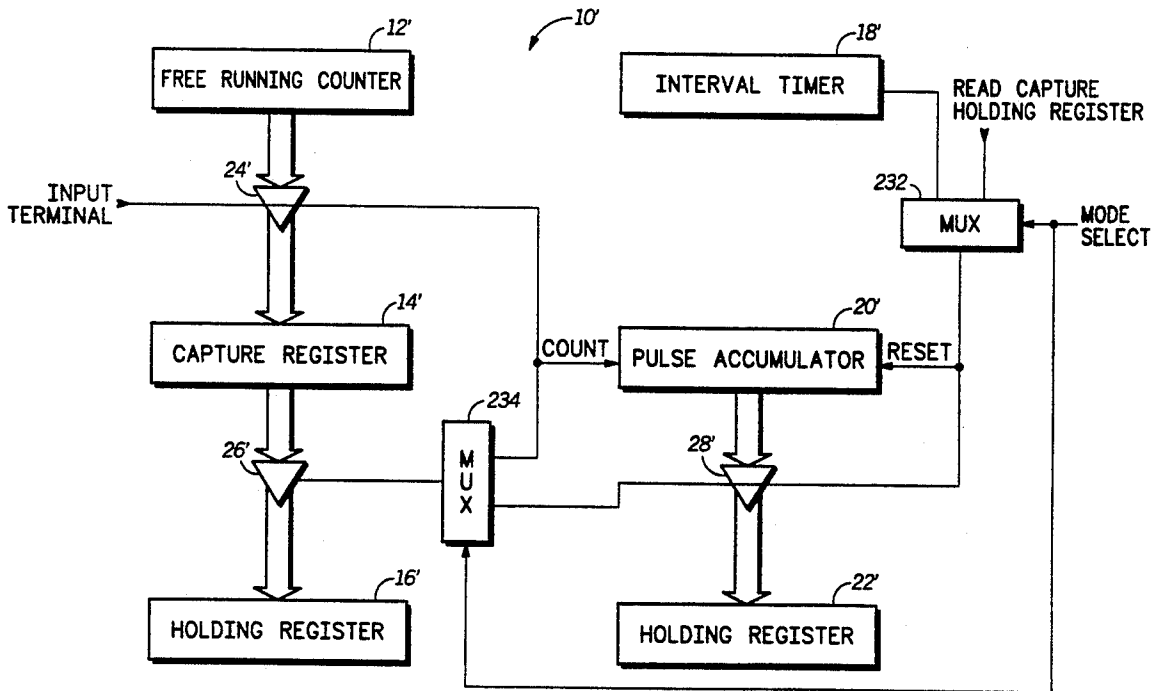 10'
12'
FREE RUNNING COUNTER
18'
INTERVAL TIMER
READ CAPTURE
HOLDING REGISTER
24'
INPUT
TERMINAL
232
MUX
MODE
SELECT
14'
CAPTURE REGISTER
COUNT
20'
PULSE ACCUMULATOR
RESET
234
MUX
26'
28'
16'
HOLDING REGISTER
22'
HOLDING REGISTER